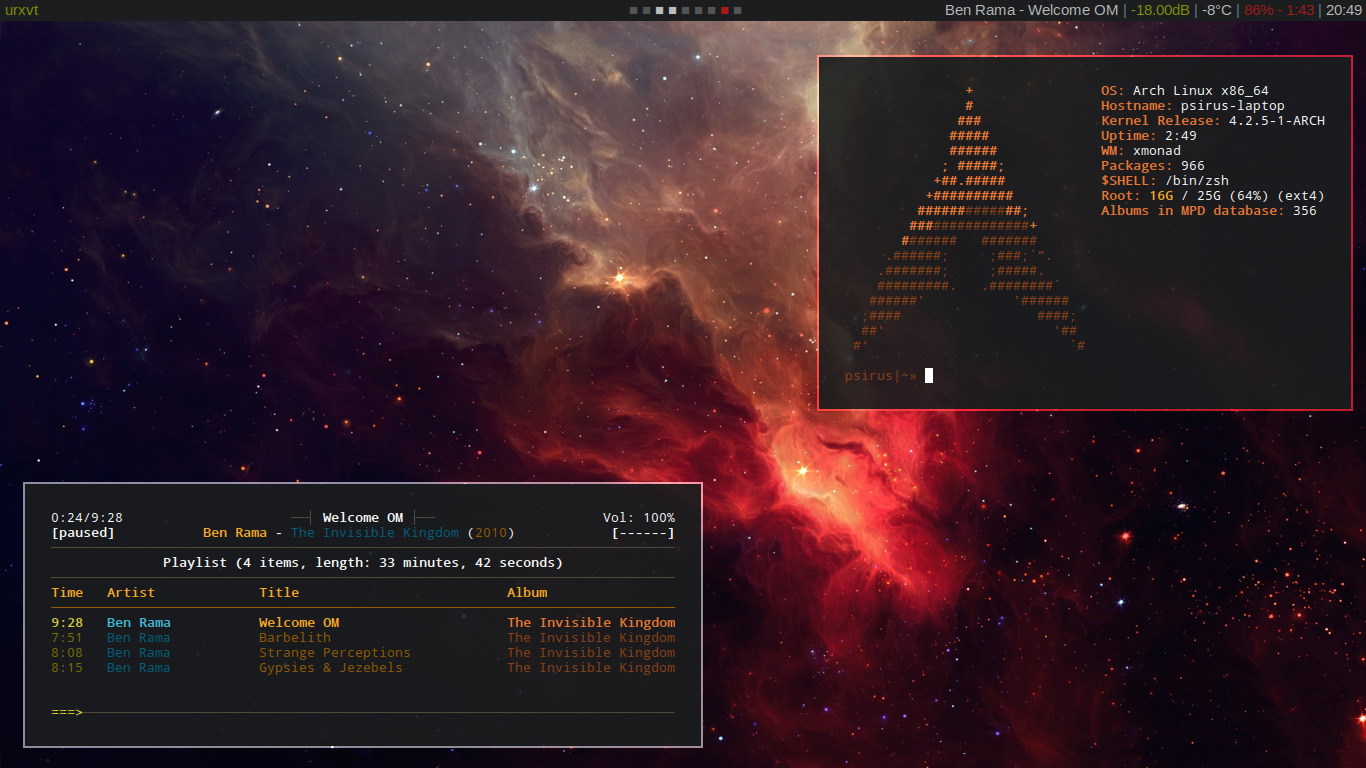 urxvt
Ben Rama - Welcome OM | -18.00dB | -8°C | 86% - 1:43 | 20:49
OS: Arch Linux x86_64
Hostname: psirus-laptop
Kernel Release: 4.2.5-1-ARCH
Uptime: 2:49
WM: xmonad
Packages: 966
$SHELL: /bin/zsh
Root: 16G / 25G (64%) (ext4)
Albums in MPD database: 356
psirus|~»
0:24/9:28 ──┤ Welcome OM ├── Vol: 100%
[paused] Ben Rama - The Invisible Kingdom (2010) [------]
Playlist (4 items, length: 33 minutes, 42 seconds)
Time Artist Title Album
9:28 Ben Rama Welcome OM The Invisible Kingdom
7:51 Ben Rama Barbelith The Invisible Kingdom
8:08 Ben Rama Strange Perceptions The Invisible Kingdom
8:15 Ben Rama Gypsies & Jezebels The Invisible Kingdom
===>